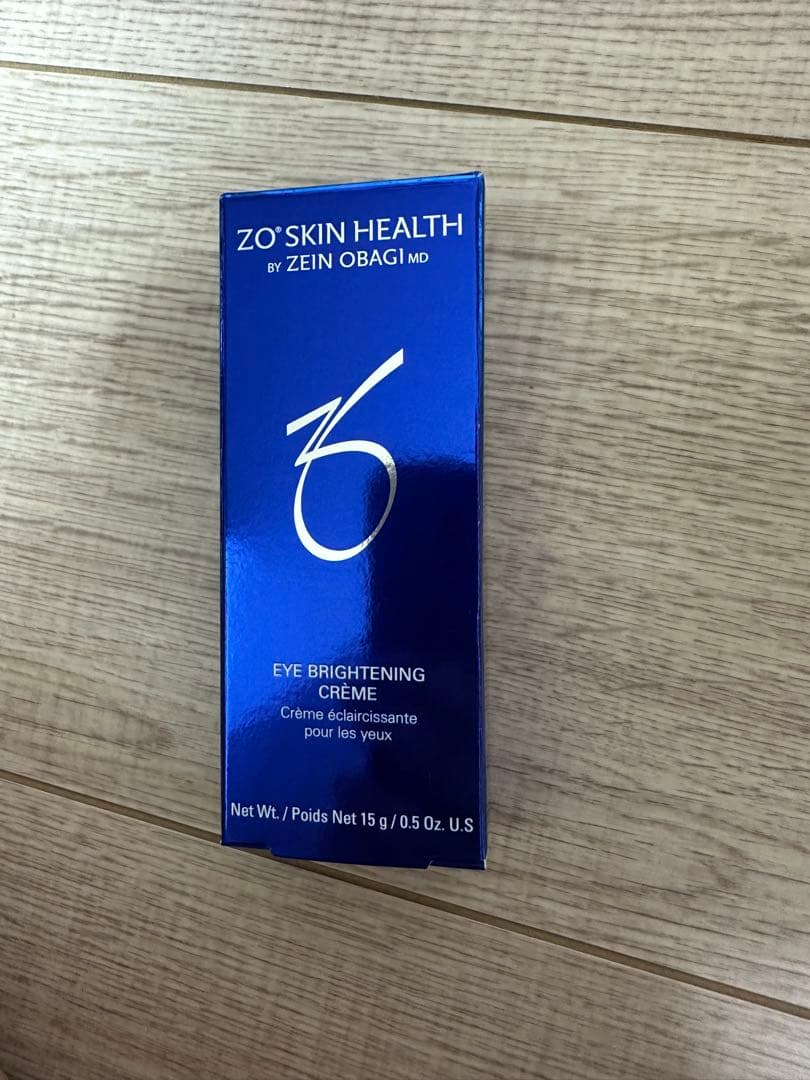 ZO® SKIN HEALTH
BY ZEIN OBAGI MD
EYE BRIGHTENING
CRÈME
Crème éclaircissante
pour les yeux
Net Wt. / Poids Net 15 g / 0.5 Oz. U.S